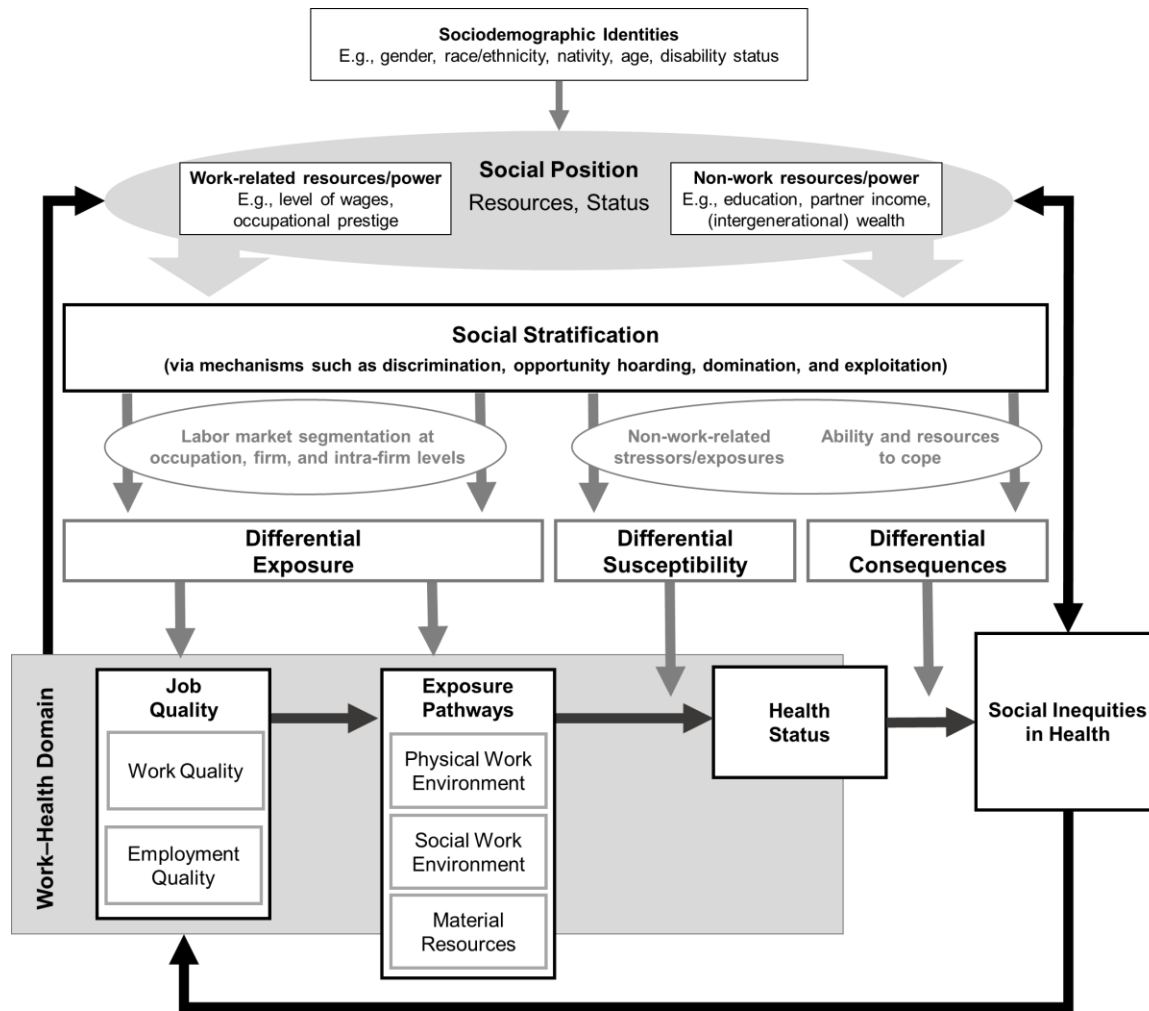 Sociodemographic Identities
E.g., gender, race/ethnicity, nativity, age, disability status
Social Position
Resources, Status
Work-related resources/power
E.g., level of wages,
occupational prestige
Non-work resources/power
E.g., education, partner income,
(intergenerational) wealth
Social Stratification
(via mechanisms such as discrimination, opportunity hoarding, domination, and exploitation)
Labor market segmentation at
occupation, firm, and intra-firm levels
Non-work-related
stressors/exposures
Ability and resources
to cope
Differential
Exposure
Differential
Susceptibility
Differential
Consequences
Work–Health Domain
Job
Quality
Work Quality
Employment
Quality
Exposure
Pathways
Physical Work
Environment
Social Work
Environment
Material
Resources
Health
Status
Social Inequities
in Health